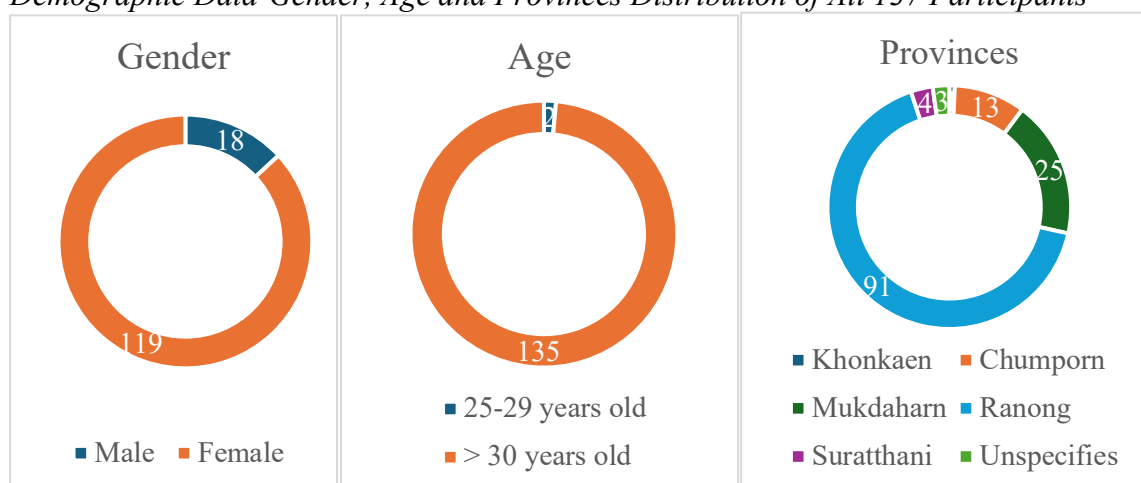 Demographic Data Gender, Age and Provinces Distribution of All 137 Participants
Gender
18
119
Male Female
Age
2
135
25-29 years old
> 30 years old
Provinces
4 3 13
25
91
Khonkaen Chumporn
Mukdaharn Ranong
Suratthani Unspecifies